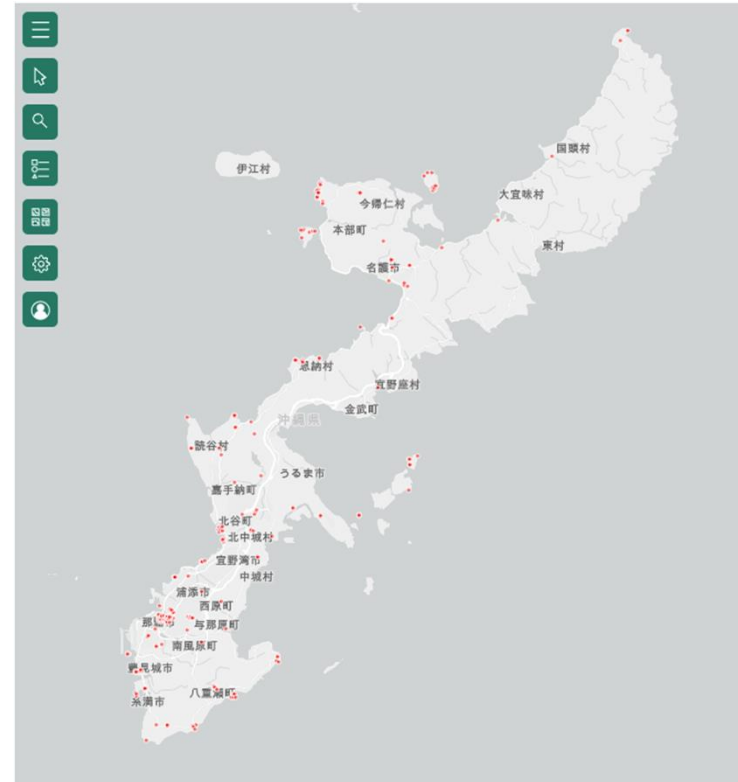 国頭村
伊江村
大宜味村
今帰仁村
本部町
東村
名護市
恩納村
宜野座村
金武町
沖縄県
読谷村
うるま市
嘉手納町
北谷町
北中城村
宜野湾市
中城村
浦添市
西原町
那覇市
与那原町
南風原町
豊見城市
八重瀬町
糸満市